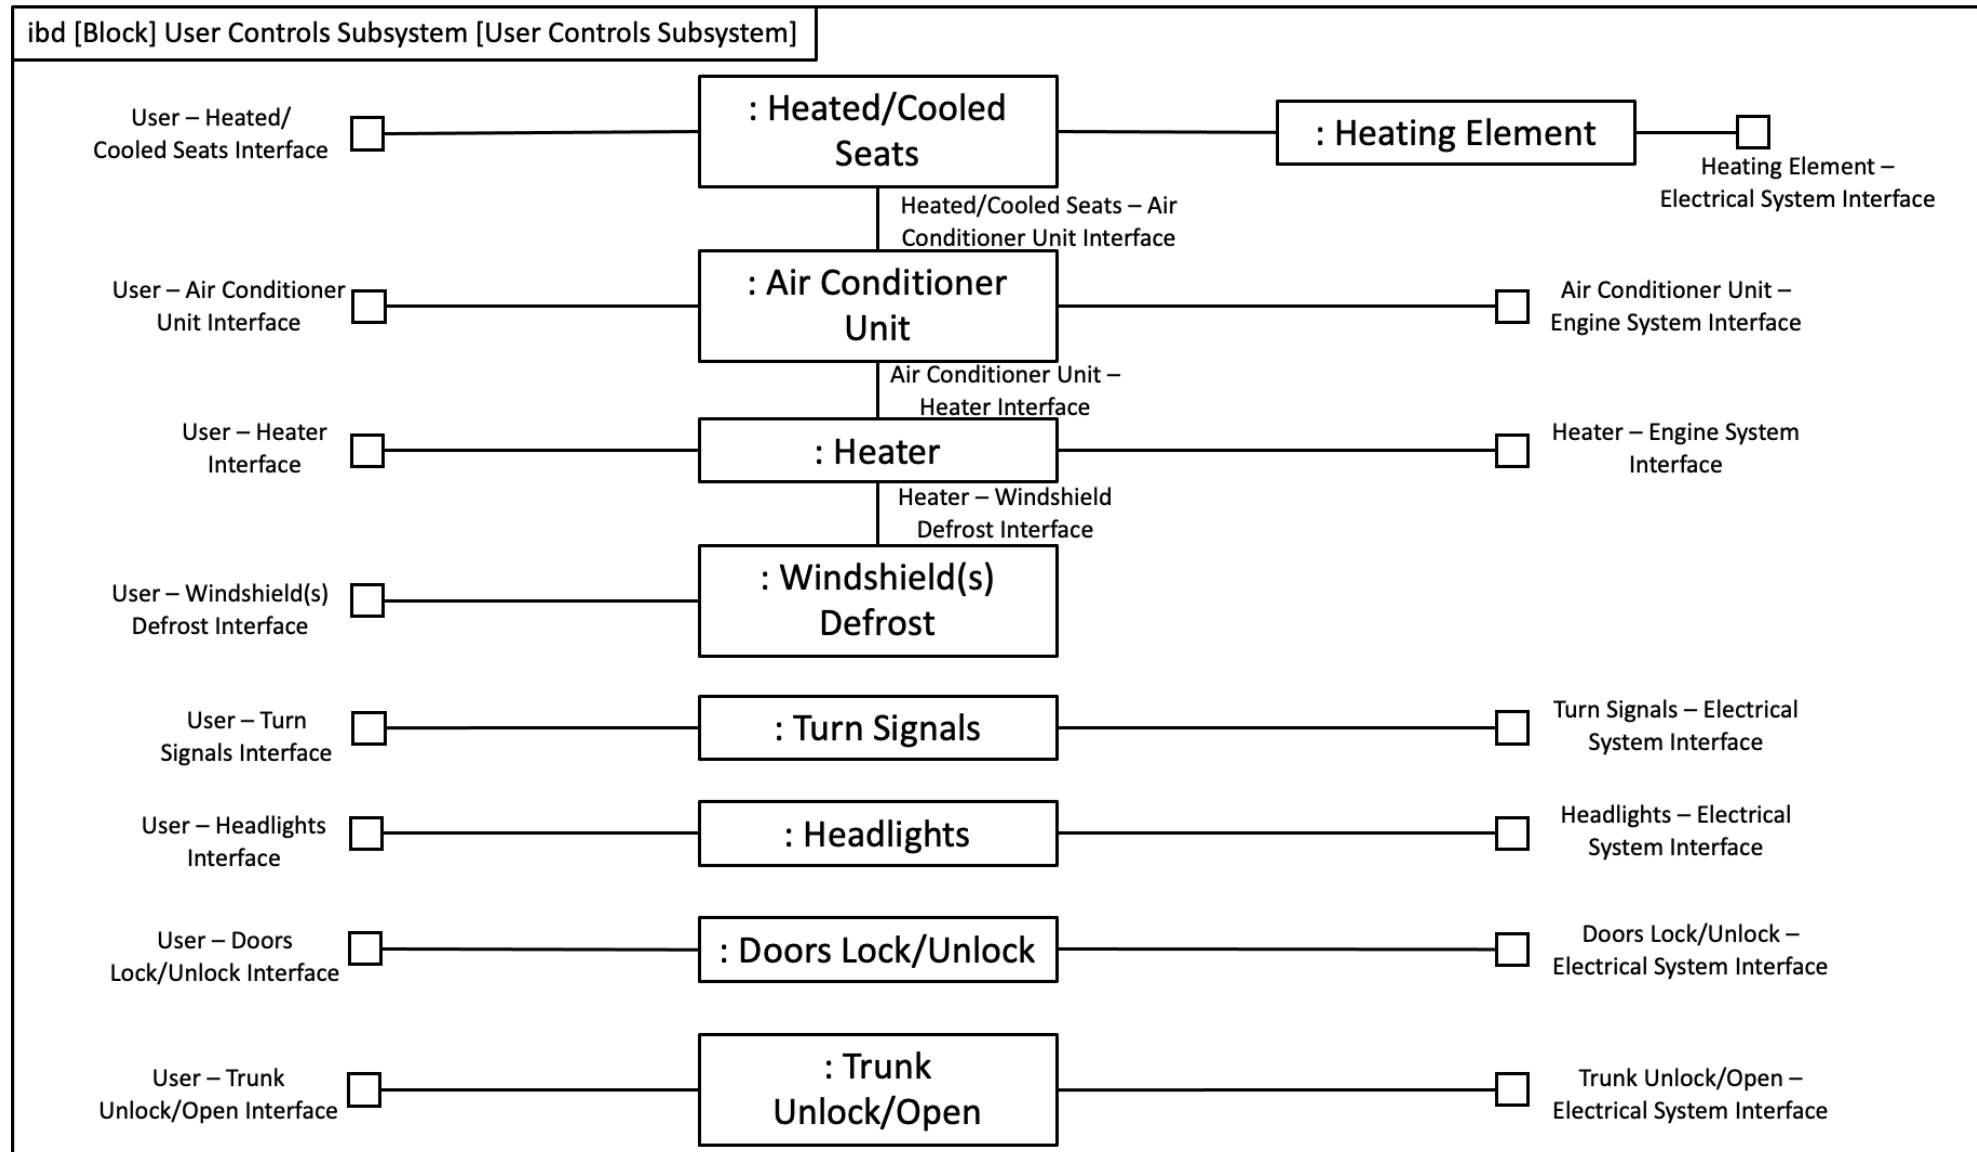 ibd [Block] User Controls Subsystem [User Controls Subsystem]
User – Heated/
Cooled Seats Interface
: Heated/Cooled
Seats
: Heating Element
Heating Element –
Electrical System Interface
Heated/Cooled Seats – Air
Conditioner Unit Interface
User – Air Conditioner
Unit Interface
: Air Conditioner
Unit
Air Conditioner Unit –
Engine System Interface
Air Conditioner Unit –
Heater Interface
User – Heater
Interface
: Heater
Heater – Engine System
Interface
Heater – Windshield
Defrost Interface
User – Windshield(s)
Defrost Interface
: Windshield(s)
Defrost
User – Turn
Signals Interface
: Turn Signals
Turn Signals – Electrical
System Interface
User – Headlights
Interface
: Headlights
Headlights – Electrical
System Interface
User – Doors
Lock/Unlock Interface
: Doors Lock/Unlock
Doors Lock/Unlock –
Electrical System Interface
User – Trunk
Unlock/Open Interface
: Trunk
Unlock/Open
Trunk Unlock/Open –
Electrical System Interface